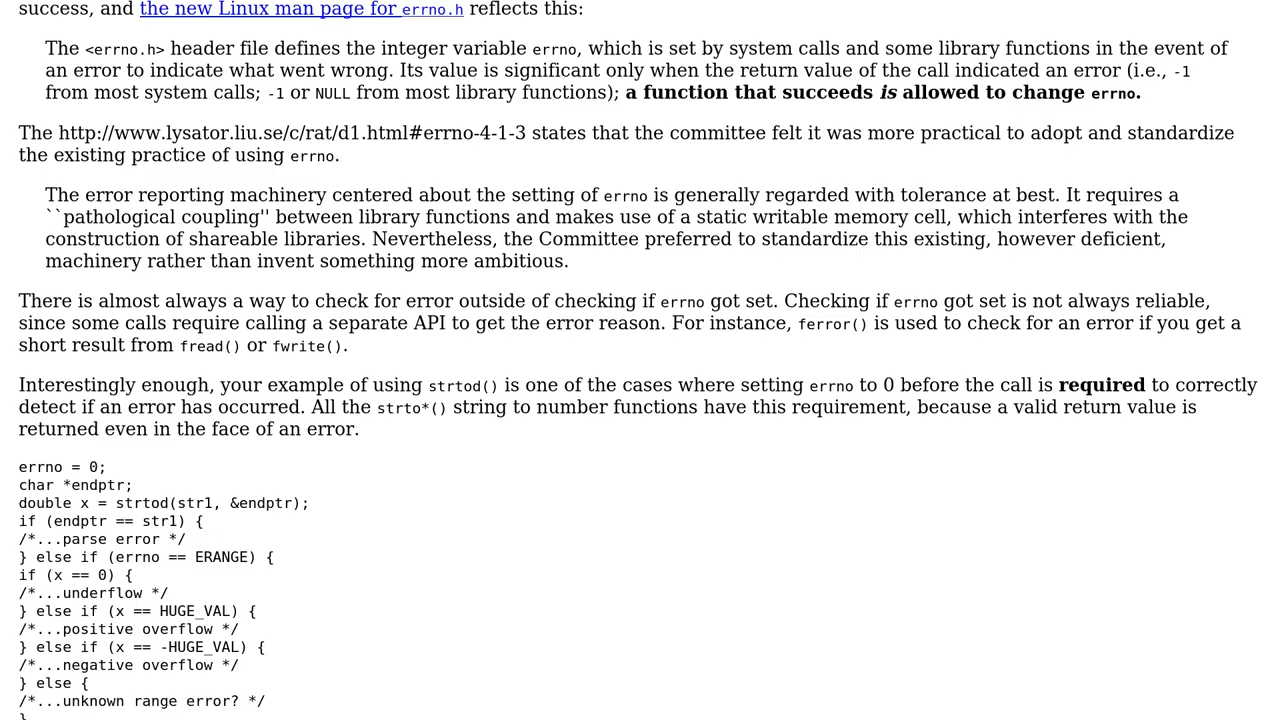 success, and the new Linux man page for errno.h reflects this:
The <errno.h> header file defines the integer variable errno, which is set by system calls and some library functions in the event of
an error to indicate what went wrong. Its value is significant only when the return value of the call indicated an error (i.e., -1
from most system calls; -1 or NULL from most library functions); a function that succeeds is allowed to change errno.
The http://www.lysator.liu.se/c/rat/d1.html#errno-4-1-3 states that the committee felt it was more practical to adopt and standardize
the existing practice of using errno.
The error reporting machinery centered about the setting of errno is generally regarded with tolerance at best. It requires a
``pathological coupling'' between library functions and makes use of a static writable memory cell, which interferes with the
construction of shareable libraries. Nevertheless, the Committee preferred to standardize this existing, however deficient,
machinery rather than invent something more ambitious.
There is almost always a way to check for error outside of checking if errno got set. Checking if errno got set is not always reliable,
since some calls require calling a separate API to get the error reason. For instance, ferror() is used to check for an error if you get a
short result from fread() or fwrite().
Interestingly enough, your example of using strtod() is one of the cases where setting errno to 0 before the call is required to correctly
detect if an error has occurred. All the strto*() string to number functions have this requirement, because a valid return value is
returned even in the face of an error.
errno = 0;
char *endptr;
double x = strtod(str1, &endptr);
if (endptr == str1) {
/*...parse error */
} else if (errno == ERANGE) {
if (x == 0) {
/*...underflow */
} else if (x == HUGE_VAL) {
/*...positive overflow */
} else if (x == -HUGE_VAL) {
/*...negative overflow */
} else {
/*...unknown range error? */
}